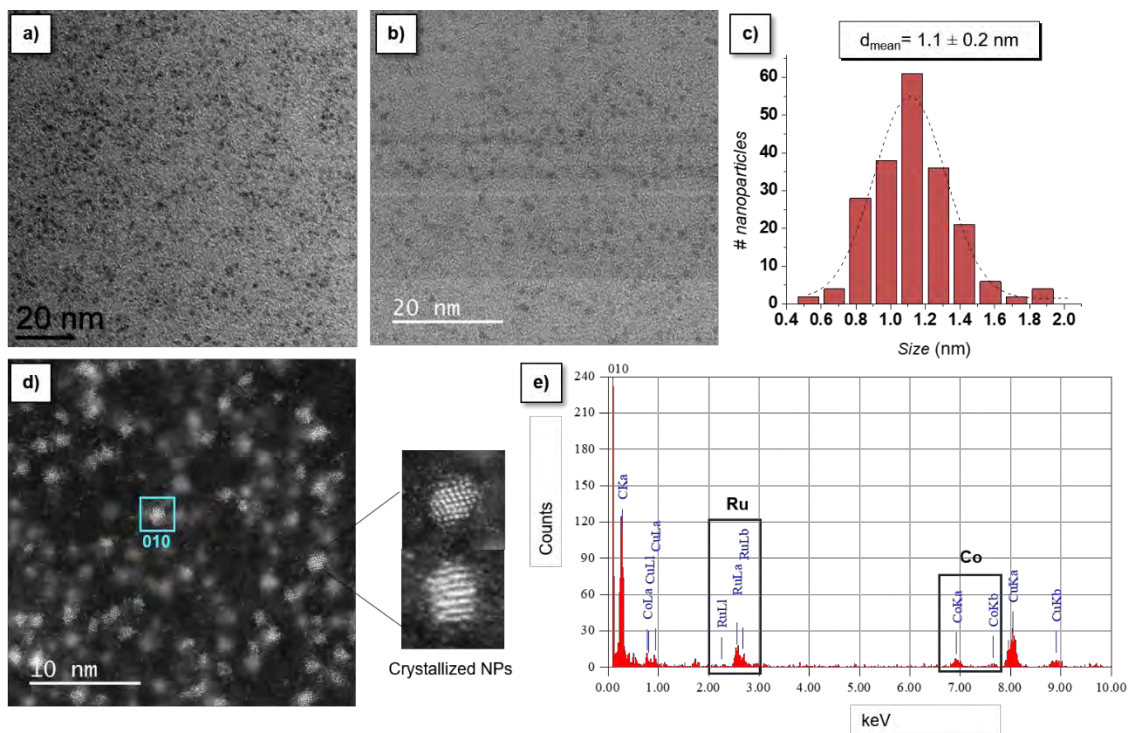 a)
20 nm
b)
20 nm
c)
dmean= 1.1 ± 0.2 nm
# nanoparticles
60
50
40
30
20
10
0
0.4 0.6 0.8 1.0 1.2 1.4 1.6 1.8 2.0
Size (nm)
d)
010
10 nm
Crystallized NPs
e)
010
Counts
240
210
180
150
120
90
60
30
0
CKa
CoLa
CuLl
CuLa
Ru
RuLl
RuLa
RuLb
Co
CoKa
CoKb
CuKa
CuKb
0.00 1.00 2.00 3.00 4.00 5.00 6.00 7.00 8.00 9.00 10.00
keV